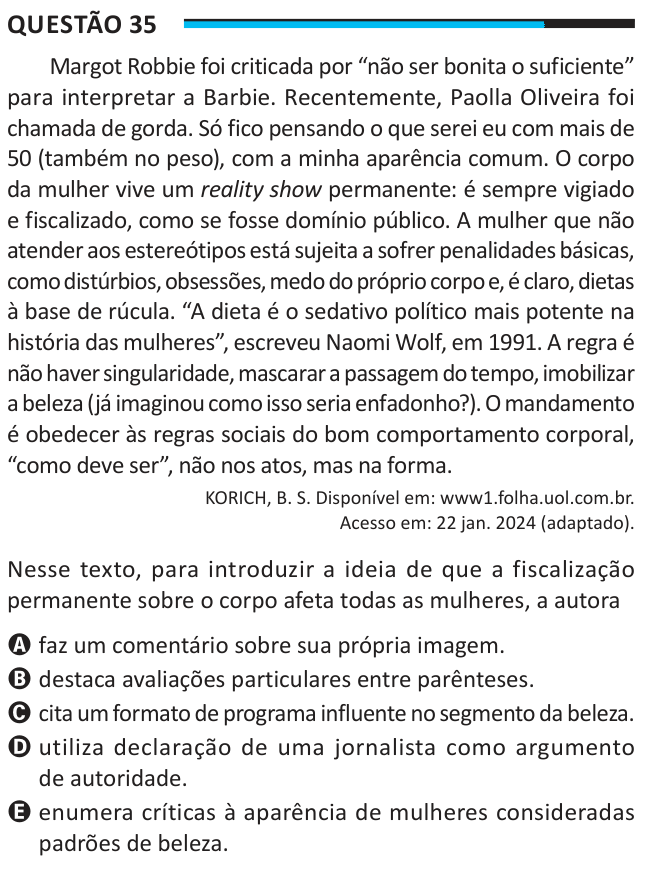 QUESTÃO 35
Margot Robbie foi criticada por “não ser bonita o suficiente”
para interpretar a Barbie. Recentemente, Paolla Oliveira foi
chamada de gorda. Só fico pensando o que serei eu com mais de
50 (também no peso), com a minha aparência comum. O corpo
da mulher vive um reality show permanente: é sempre vigiado
e fiscalizado, como se fosse domínio público. A mulher que não
atender aos estereótipos está sujeita a sofrer penalidades básicas,
como distúrbios, obsessões, medo do próprio corpo e, é claro, dietas
à base de rúcula. “A dieta é o sedativo político mais potente na
história das mulheres”, escreveu Naomi Wolf, em 1991. A regra é
não haver singularidade, mascarar a passagem do tempo, imobilizar
a beleza (já imaginou como isso seria enfadonho?). O mandamento
é obedecer às regras sociais do bom comportamento corporal,
“como deve ser”, não nos atos, mas na forma.
KORICH, B. S. Disponível em: www1.folha.uol.com.br.
Acesso em: 22 jan. 2024 (adaptado).
Nesse texto, para introduzir a ideia de que a fiscalização
permanente sobre o corpo afeta todas as mulheres, a autora
A faz um comentário sobre sua própria imagem.
B destaca avaliações particulares entre parênteses.
C cita um formato de programa influente no segmento da beleza.
D utiliza declaração de uma jornalista como argumento
de autoridade.
E enumera críticas à aparência de mulheres consideradas
padrões de beleza.